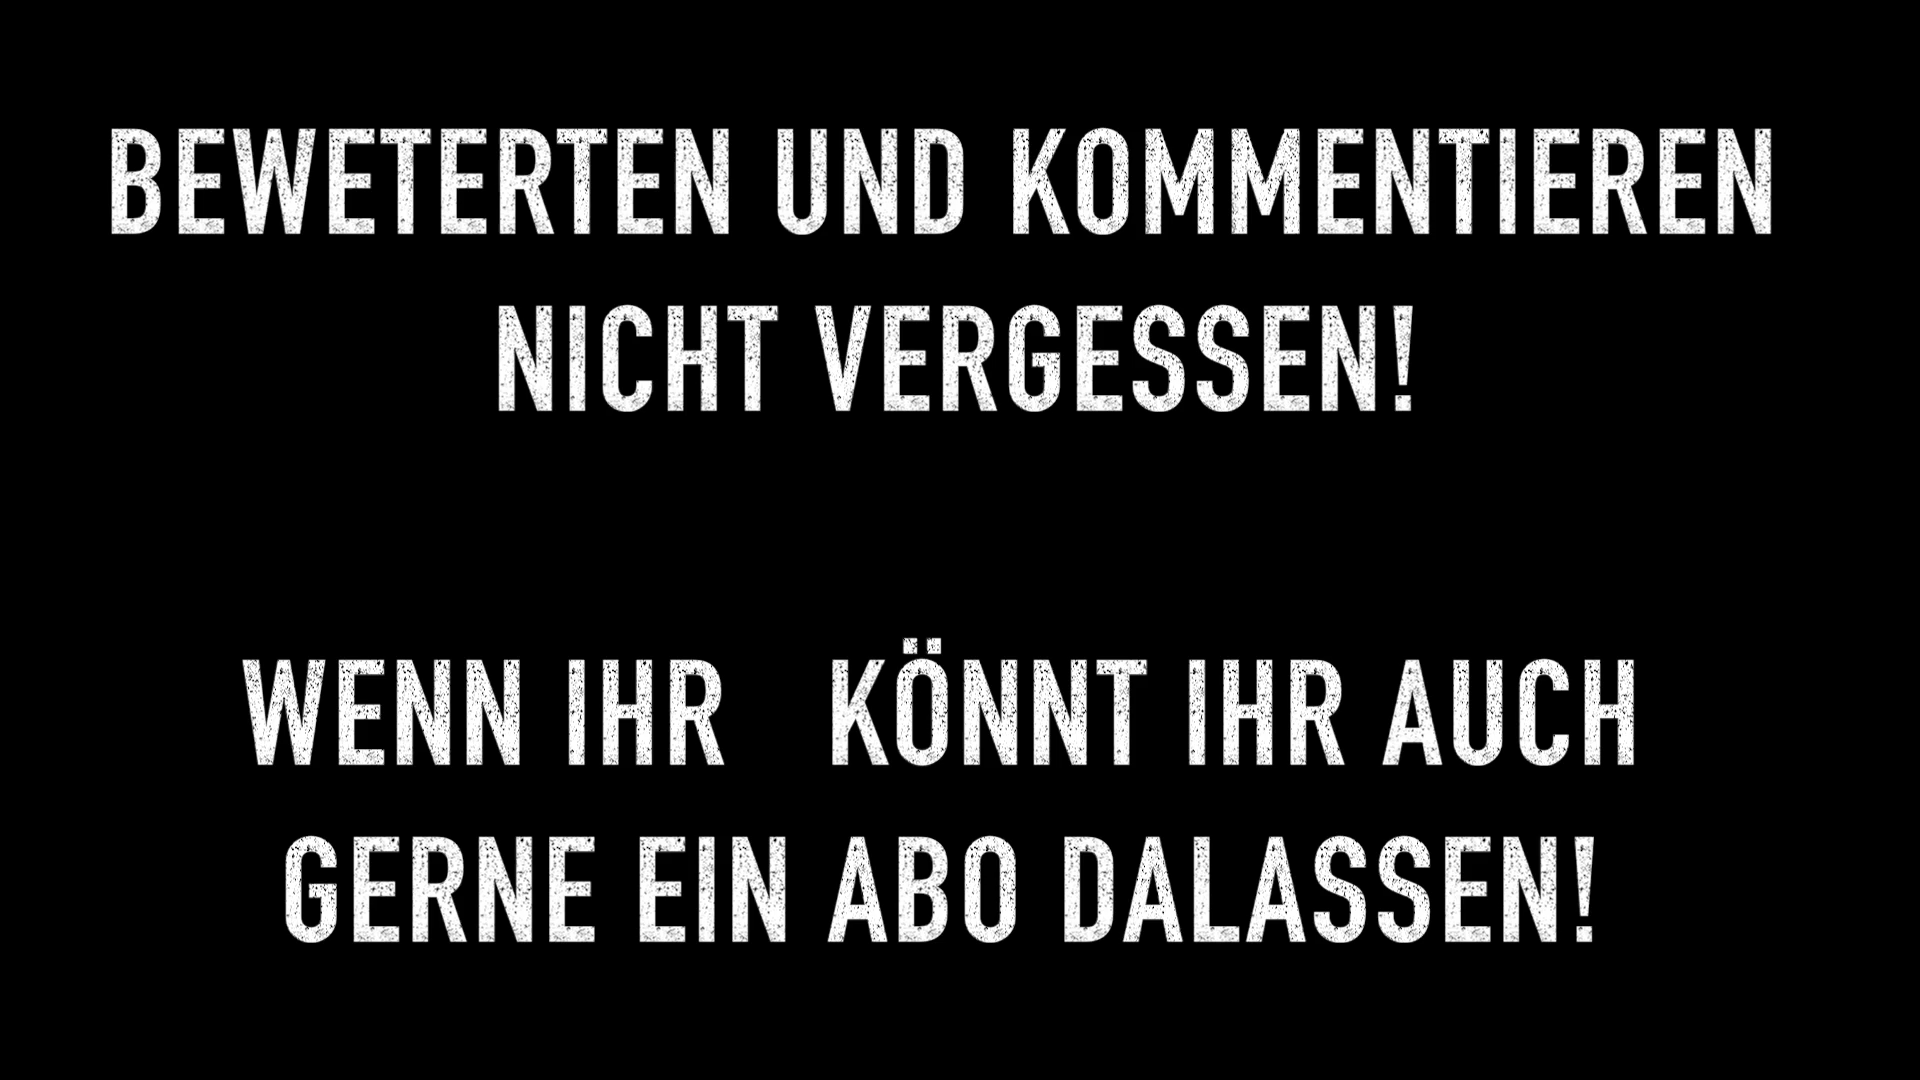 BEWETERTEN UND KOMMENTIEREN
NICHT VERGESSEN!
WENN IHR KÖNNT IHR AUCH
GERNE EIN ABO DALASSEN!